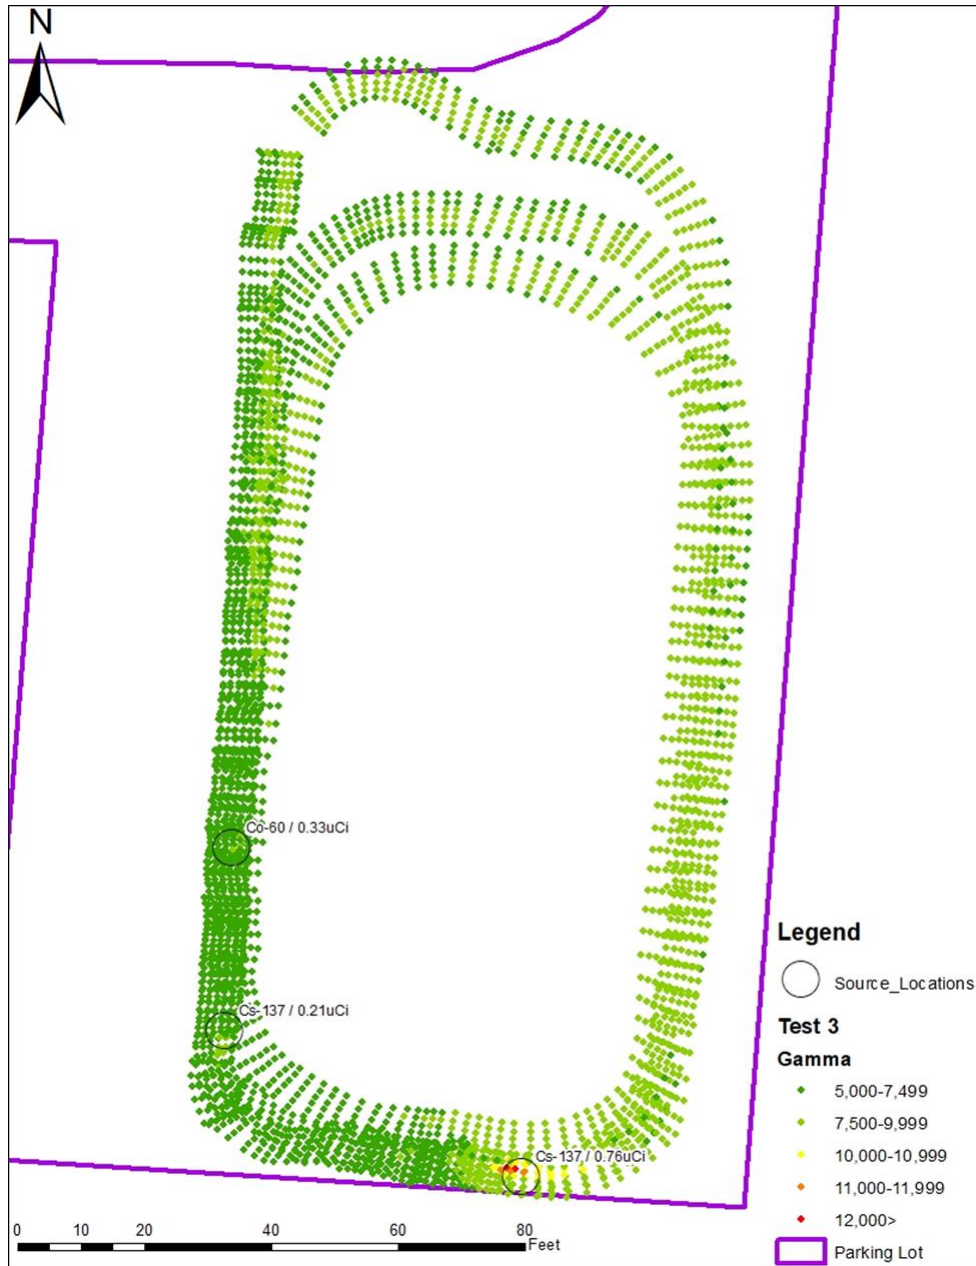 N
Co-60 / 0.33uCi
Cs-137 / 0.21uCi
Cs-137 / 0.76uCi
Legend
Source_Locations
Test 3
Gamma
5,000-7,499
7,500-9,999
10,000-10,999
11,000-11,999
12,000>
Parking Lot
0 10 20 40 60 80
Feet